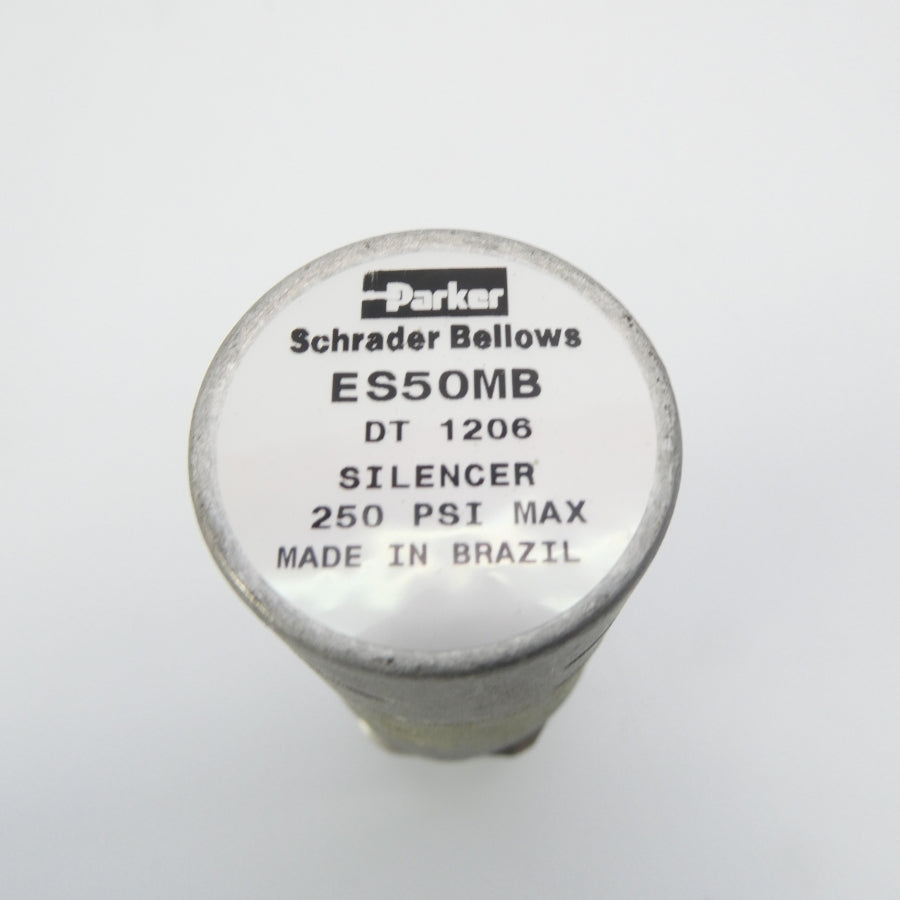 Parker
Schrader Bellows
ES50MB
DT 1206
SILENCER
250 PSI MAX
MADE IN BRAZIL